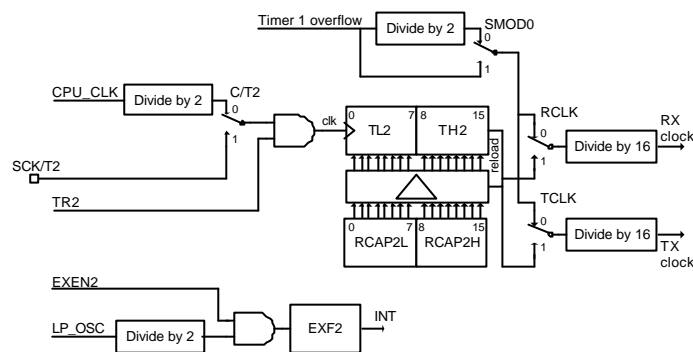 Timer 1 overflow
Divide by 2
SMOD0
0
1
CPU_CLK
Divide by 2
C/T2
0
1
SCK/T2
TR2
clk
0 7 8 15
TL2 TH2
reload
0 7 8 15
RCAP2L RCAP2H
RCLK
0
1
Divide by 16
RX
clock
TCLK
0
1
Divide by 16
TX
clock
EXEN2
LP_OSC
Divide by 2
EXF2
INT